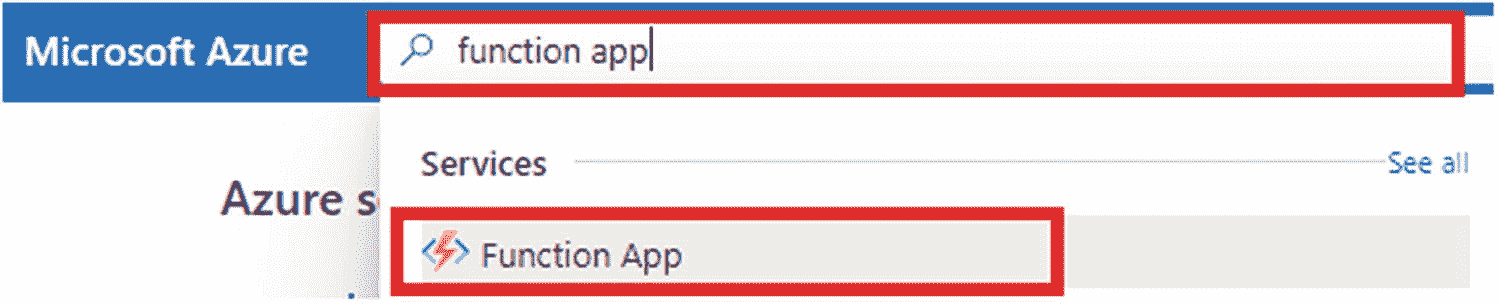 Microsoft Azure
function app
Services
See all
Azure s
Function App